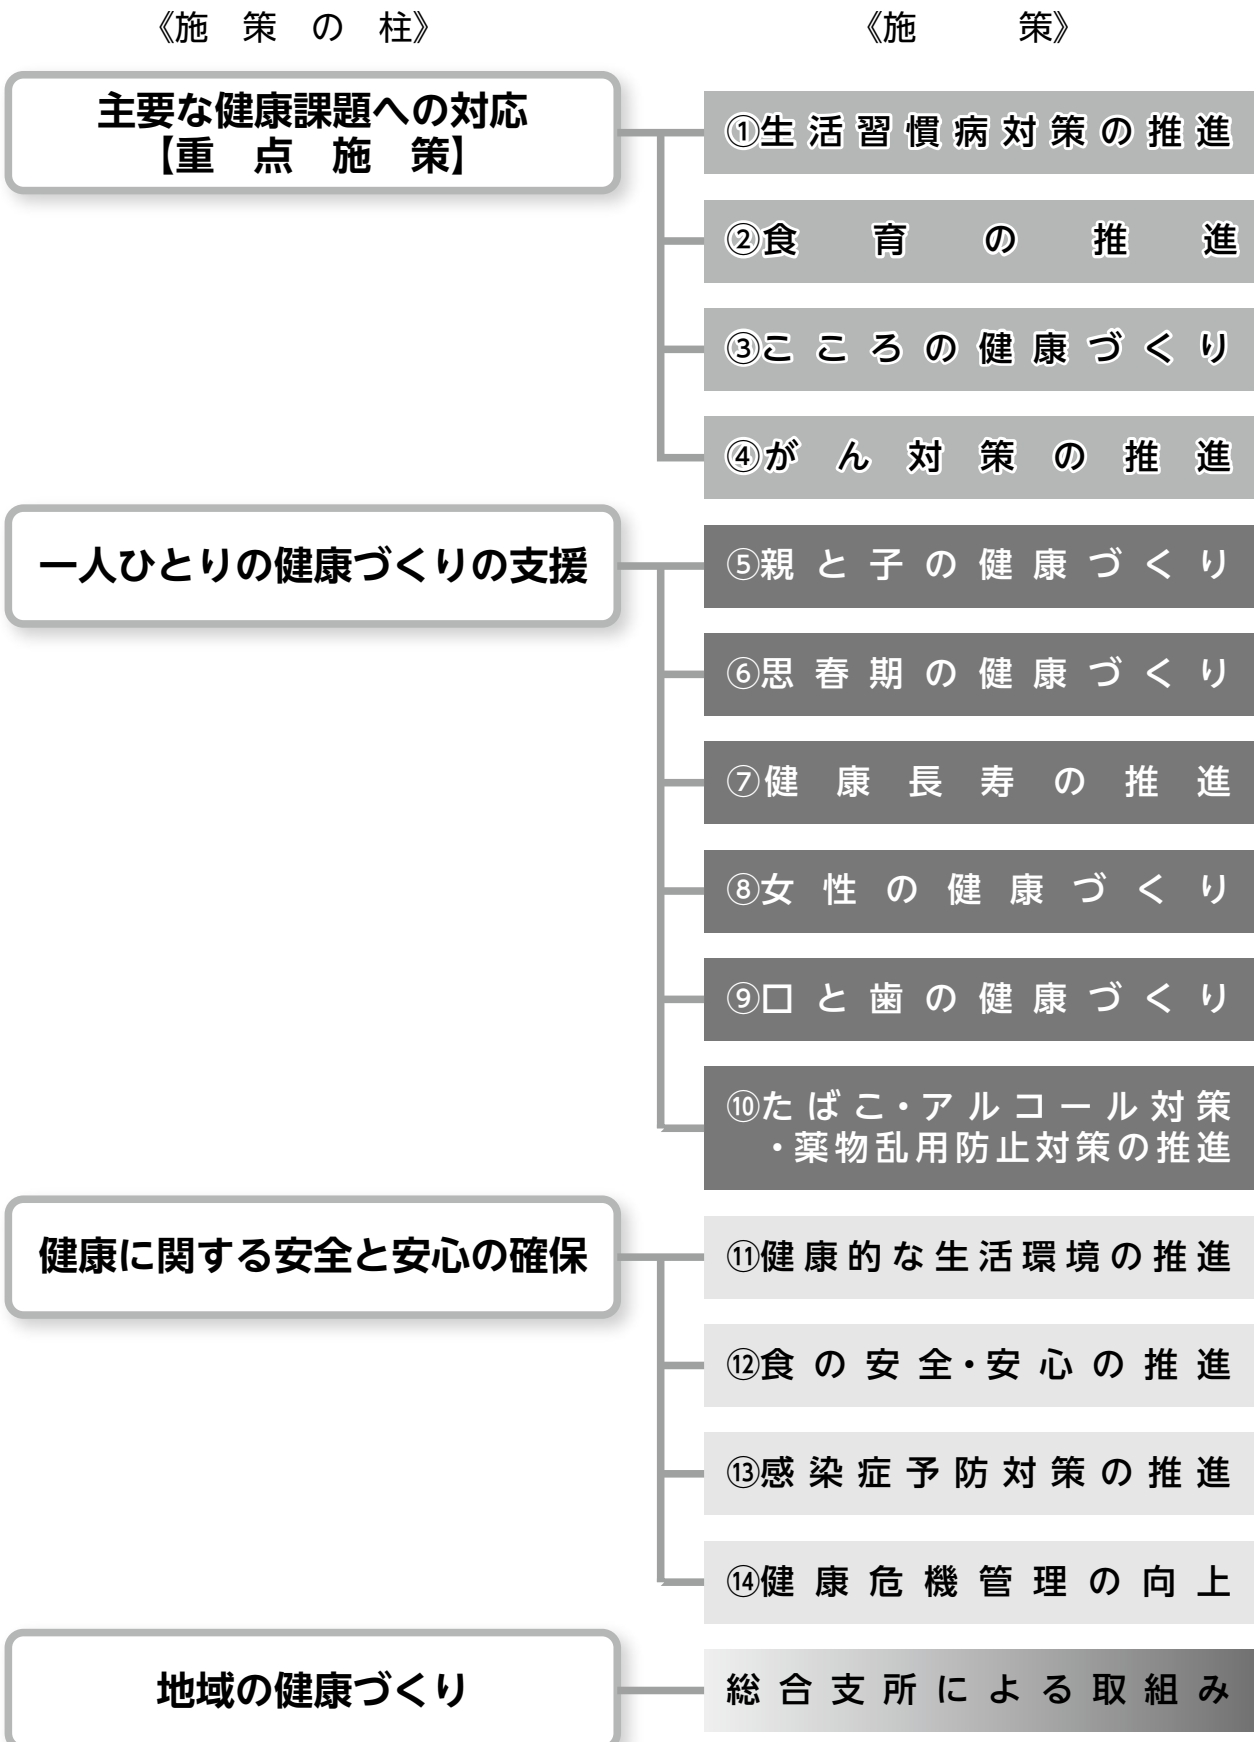 《施 策 の 柱》
《施 策》
主要な健康課題への対応
【重 点 施 策】
①生活習慣病対策の推進
②食育の推進
③こころの健康づくり
④がん対策の推進
一人ひとりの健康づくりの支援
⑤親と子の健康づくり
⑥思春期の健康づくり
⑦健康長寿の推進
⑧女性の健康づくり
⑨口と歯の健康づくり
⑩たばこ・アルコール対策
・薬物乱用防止対策の推進
健康に関する安全と安心の確保
⑪健康的な生活環境の推進
⑫食の安全・安心の推進
⑬感染症予防対策の推進
⑭健康危機管理の向上
地域の健康づくり
総合支所による取組み